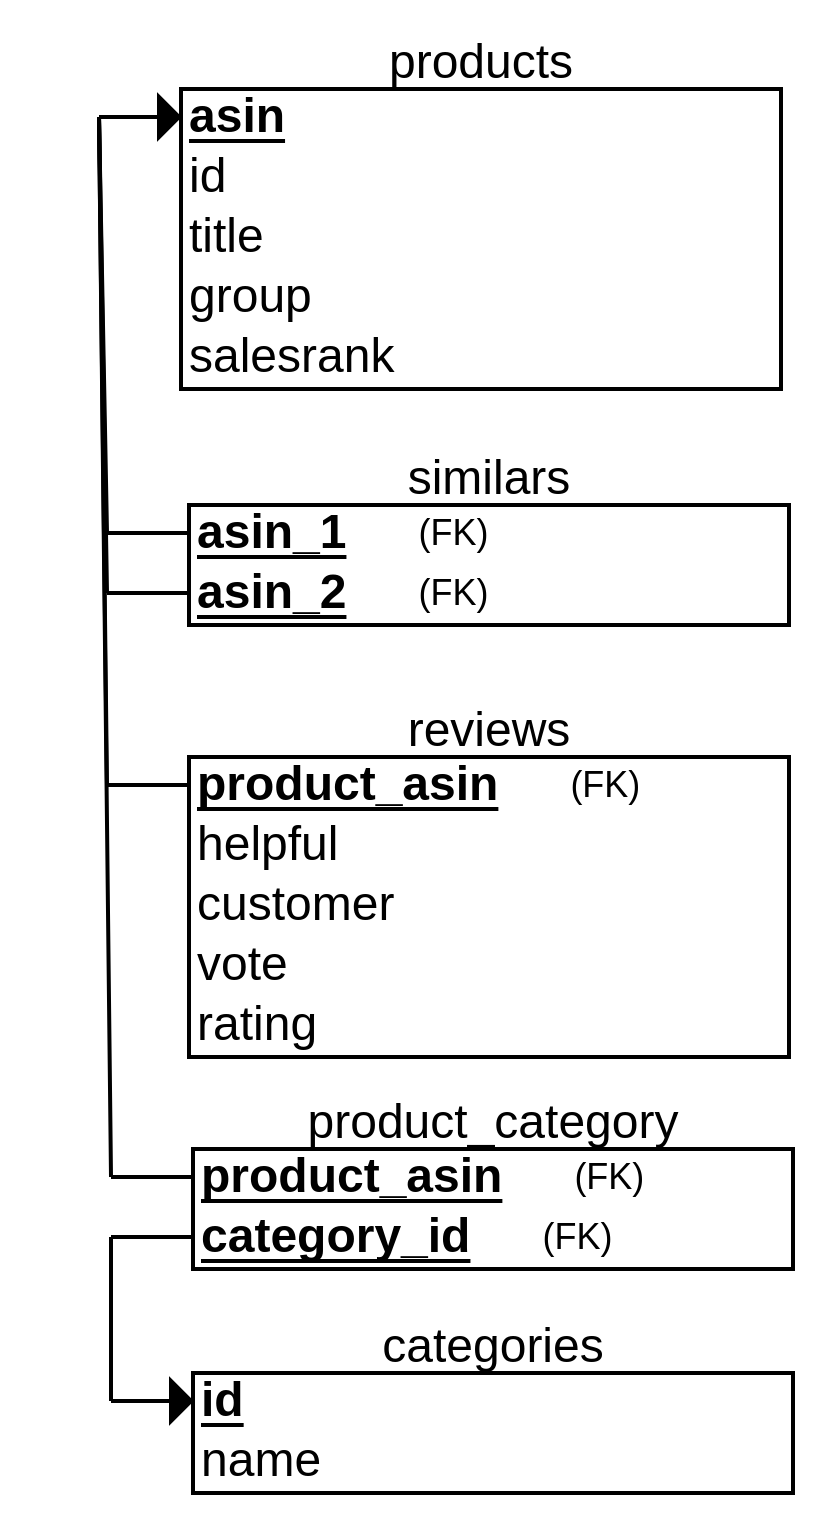 products
asin
id
title
group
salesrank
similars
asin_1 (FK)
asin_2 (FK)
reviews
product_asin (FK)
helpful
customer
vote
rating
product_category
product_asin (FK)
category_id (FK)
categories
id
name